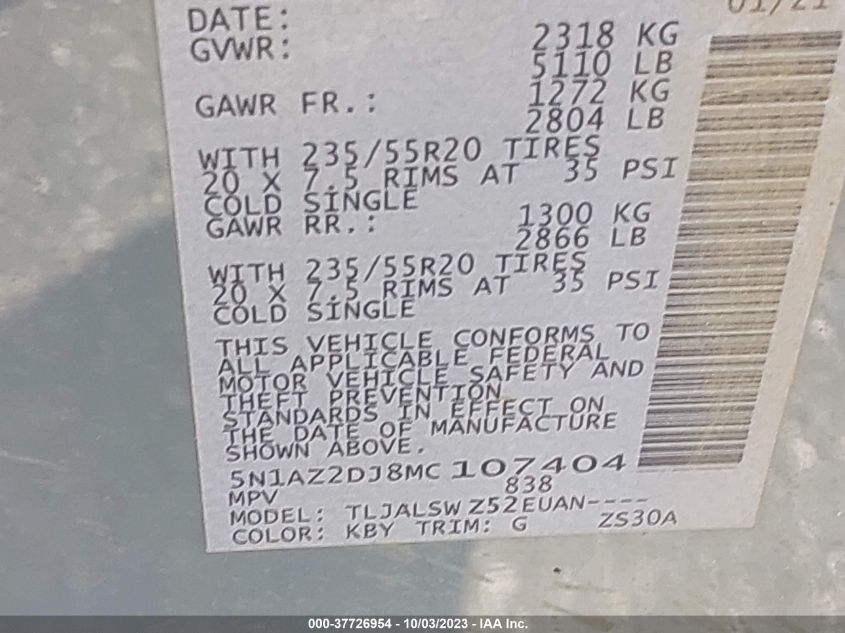 DATE: 01/21
GVWR: 2318 KG
5110 LB
GAWR FR.: 1272 KG
2804 LB
WITH 235/55R20 TIRES
20 X 7.5 RIMS AT 35 PSI
COLD SINGLE
GAWR RR.: 1300 KG
2866 LB
WITH 235/55R20 TIRES
20 X 7.5 RIMS AT 35 PSI
COLD SINGLE
THIS VEHICLE CONFORMS TO
ALL APPLICABLE FEDERAL
MOTOR VEHICLE SAFETY AND
THEFT PREVENTION
STANDARDS IN EFFECT ON
THE DATE OF MANUFACTURE
SHOWN ABOVE.
5N1AZ2DJ8MC107404
MPV 838
MODEL: TLJALSWZ52EUAN----
COLOR: KBY TRIM: G ZS30A
000-37726954 - 10/03/2023 - IAA Inc.